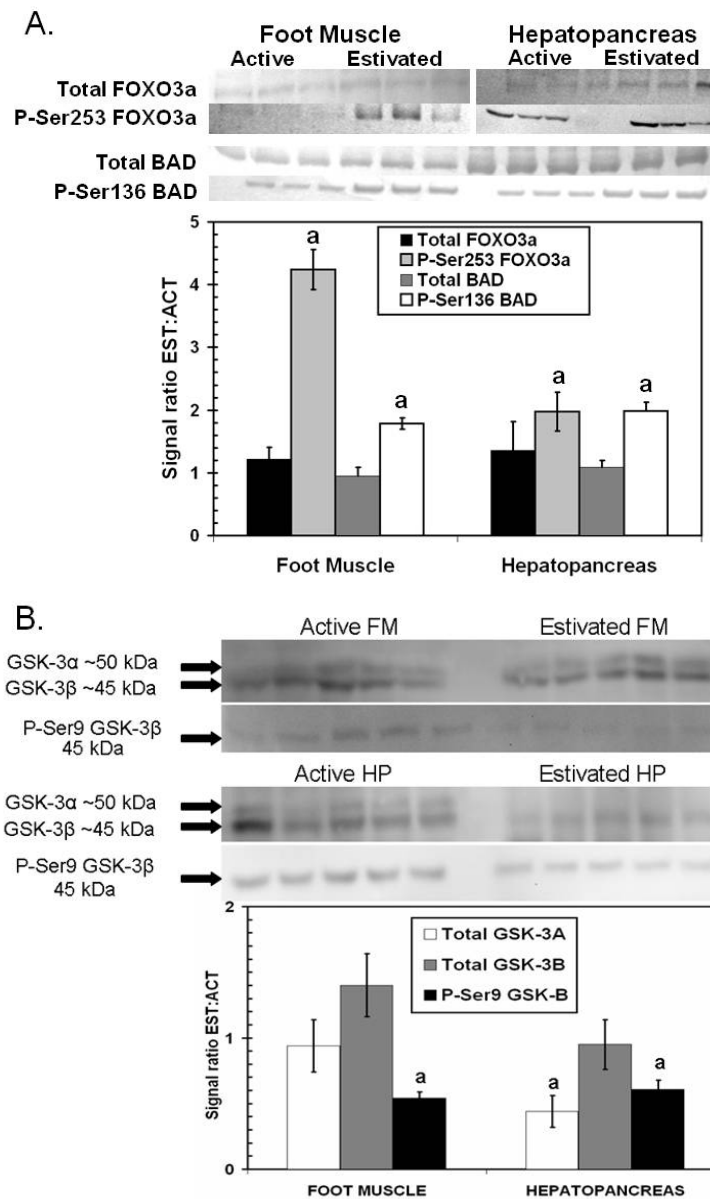 A.
Foot Muscle Hepatopancreas
Active Estivated Active Estivated
Total FOXO3a
P-Ser253 FOXO3a
Total BAD
P-Ser136 BAD
5
4
3
2
1
0
Signal ratio EST:ACT
a
a
a
a
Total FOXO3a
P-Ser253 FOXO3a
Total BAD
P-Ser136 BAD
Foot Muscle Hepatopancreas
B.
Active FM Estivated FM
GSK-3α ~50 kDa
GSK-3β ~45 kDa
P-Ser9 GSK-3β
45 kDa
Active HP Estivated HP
GSK-3α ~50 kDa
GSK-3β ~45 kDa
P-Ser9 GSK-3β
45 kDa
2
1
0
Signal ratio EST:ACT
Total GSK-3A
Total GSK-3B
P-Ser9 GSK-B
a
a
a
FOOT MUSCLE HEPATOPANCREAS